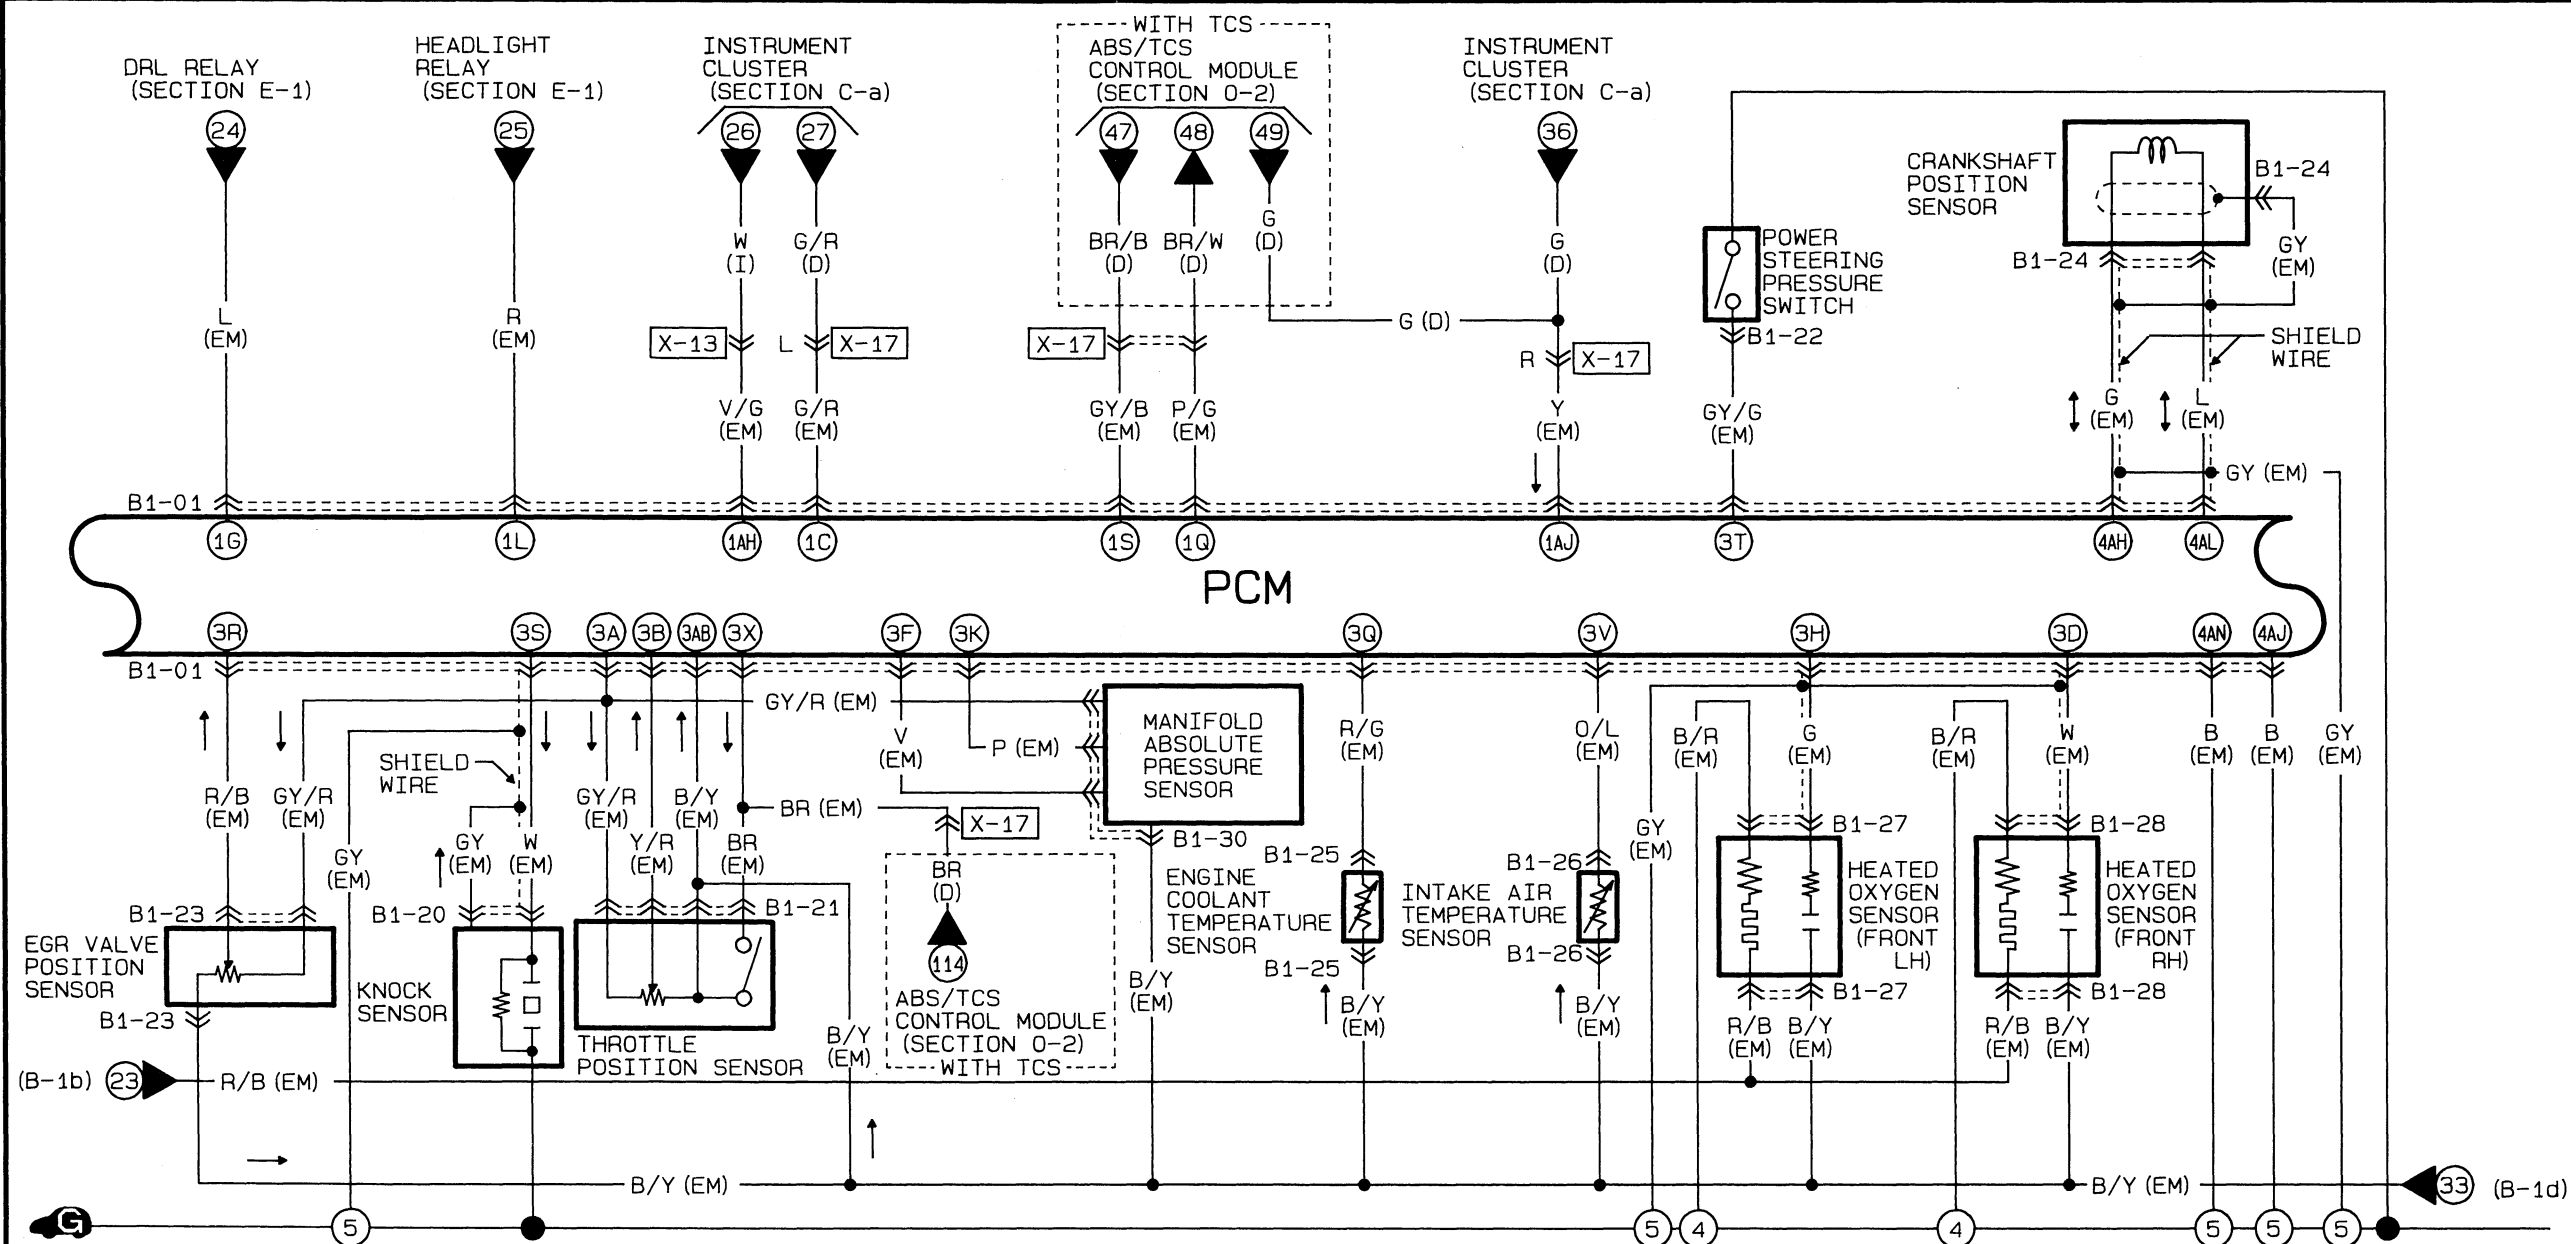 WITH TCS
DRL RELAY
(SECTION E-1)
24
HEADLIGHT
RELAY
(SECTION E-1)
25
INSTRUMENT
CLUSTER
(SECTION C-a)
26 27
ABS/TCS
CONTROL MODULE
(SECTION O-2)
47 48 49
INSTRUMENT
CLUSTER
(SECTION C-a)
36
CRANKSHAFT
POSITION
SENSOR
B1-24
GY
(EM)
B1-24
POWER
STEERING
PRESSURE
SWITCH
B1-22
SHIELD
WIRE
L
(EM)
R
(EM)
W
(I)
G/R
(D)
BR/B
(D)
BR/W
(D)
G
(D)
G
(D)
G (D)
X-13
L
X-17
X-17
R
X-17
V/G
(EM)
G/R
(EM)
GY/B
(EM)
P/G
(EM)
Y
(EM)
GY/G
(EM)
G
(EM)
L
(EM)
GY (EM)
B1-01
1G 1L 1AH 1C 1S 1Q 1AJ 3T 4AH 4AL
PCM
3R 3S 3A 3B 3AB 3X 3F 3K 3Q 3V 3H 3D 4AN 4AJ
B1-01
GY/R (EM)
V
(EM)
P (EM)
MANIFOLD
ABSOLUTE
PRESSURE
SENSOR
B1-30
R/G
(EM)
O/L
(EM)
B/R
(EM)
G
(EM)
B/R
(EM)
W
(EM)
B
(EM)
B
(EM)
GY
(EM)
SHIELD
WIRE
R/B
(EM)
GY/R
(EM)
GY
(EM)
GY
(EM)
W
(EM)
GY/R
(EM)
Y/R
(EM)
B/Y
(EM)
BR
(EM)
BR (EM)
X-17
BR
(D)
114
ABS/TCS
CONTROL MODULE
(SECTION O-2)
WITH TCS
GY
(EM)
B1-23
EGR VALVE
POSITION
SENSOR
B1-23
B1-20
KNOCK
SENSOR
B1-21
THROTTLE
POSITION SENSOR
B/Y
(EM)
B/Y
(EM)
B1-25
ENGINE
COOLANT
TEMPERATURE
SENSOR
B1-25
B/Y
(EM)
B1-26
INTAKE AIR
TEMPERATURE
SENSOR
B1-26
B/Y
(EM)
B1-27
HEATED
OXYGEN
SENSOR
(FRONT
LH)
B1-27
R/B
(EM)
B/Y
(EM)
B1-28
HEATED
OXYGEN
SENSOR
(FRONT
RH)
B1-28
R/B
(EM)
B/Y
(EM)
(B-1b) 23 R/B (EM)
B/Y (EM)
B/Y (EM) 33 (B-1d)
G 5 5 4 4 5 5 5